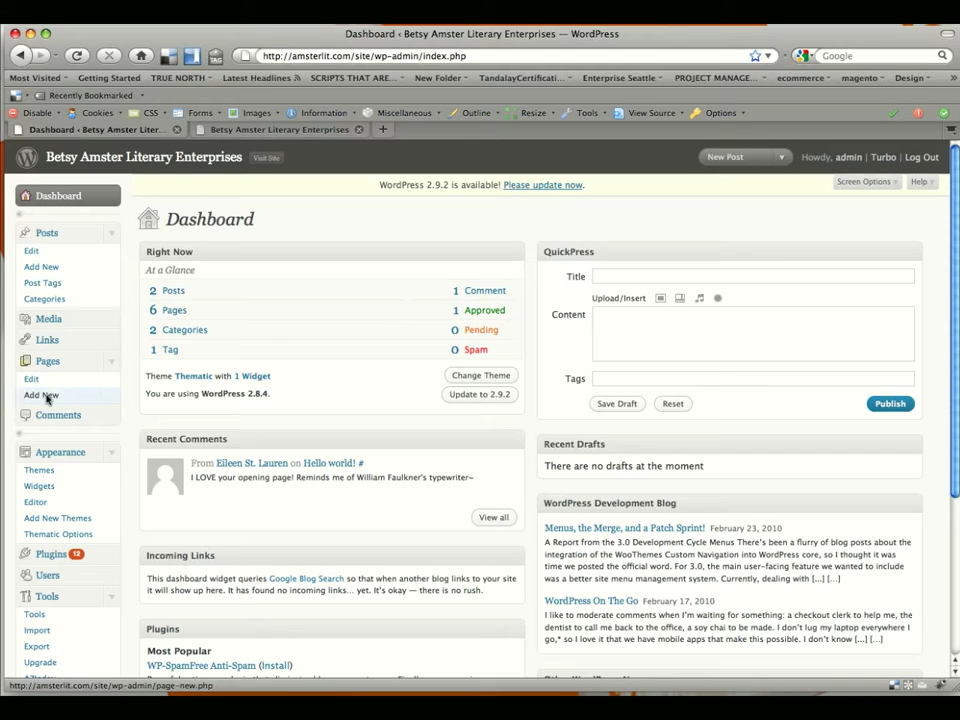 Dashboard ‹ Betsy Amster Literary Enterprises — WordPress
http://amsterlit.com/site/wp-admin/index.php
Google
Most Visited Getting Started TRUE NORTH Latest Headlines SCRIPTS THAT ARE... New Folder TandalayCertificati... Enterprise Seattle PROJECT MANAGE... ecommerce magento Design
Recently Bookmarked
Disable Cookies CSS Forms Images Information Miscellaneous Outline Resize Tools View Source Options
Dashboard ‹ Betsy Amster Liter... Betsy Amster Literary Enterprises
Betsy Amster Literary Enterprises Visit Site
New Post Howdy, admin | Turbo | Log Out
WordPress 2.9.2 is available! Please update now.
Screen Options Help
Dashboard
Posts
Edit
Add New
Post Tags
Categories
Media
Links
Pages
Edit
Add New
Comments
Appearance
Themes
Widgets
Editor
Add New Themes
Thematic Options
Plugins 12
Users
Tools
Tools
Import
Export
Upgrade
Dashboard
Right Now
At a Glance
2 Posts 1 Comment
6 Pages 1 Approved
2 Categories 0 Pending
1 Tag 0 Spam
Theme Thematic with 1 Widget Change Theme
You are using WordPress 2.8.4. Update to 2.9.2
Recent Comments
From Eileen St. Lauren on Hello world! #
I LOVE your opening page! Reminds me of William Faulkner's typewriter~
View all
Incoming Links
This dashboard widget queries Google Blog Search so that when another blog links to your site
it will show up here. It has found no incoming links… yet. It's okay — there is no rush.
Plugins
Most Popular
WP-SpamFree Anti-Spam (Install)
QuickPress
Title
Upload/Insert
Content
Tags
Save Draft Reset Publish
Recent Drafts
There are no drafts at the moment
WordPress Development Blog
Menus, the Merge, and a Patch Sprint! February 23, 2010
A Report from the 3.0 Development Cycle Menus There's been a flurry of blog posts about the
integration of the WooThemes Custom Navigation into WordPress core, so I thought it was
time we posted the official word. For 3.0, the main user-facing feature we wanted to include
was a better site menu management system. Currently, dealing with [...] [...]
WordPress On The Go February 17, 2010
I like to moderate comments when I'm waiting for something: a checkout clerk to help me, the
dentist to call me back to the office, a soy chai to be made. I don't lug my laptop everywhere I
go,* so I love it that we have mobile apps that make this possible. I don't know [...] [...]
http://amsterlit.com/site/wp-admin/page-new.php